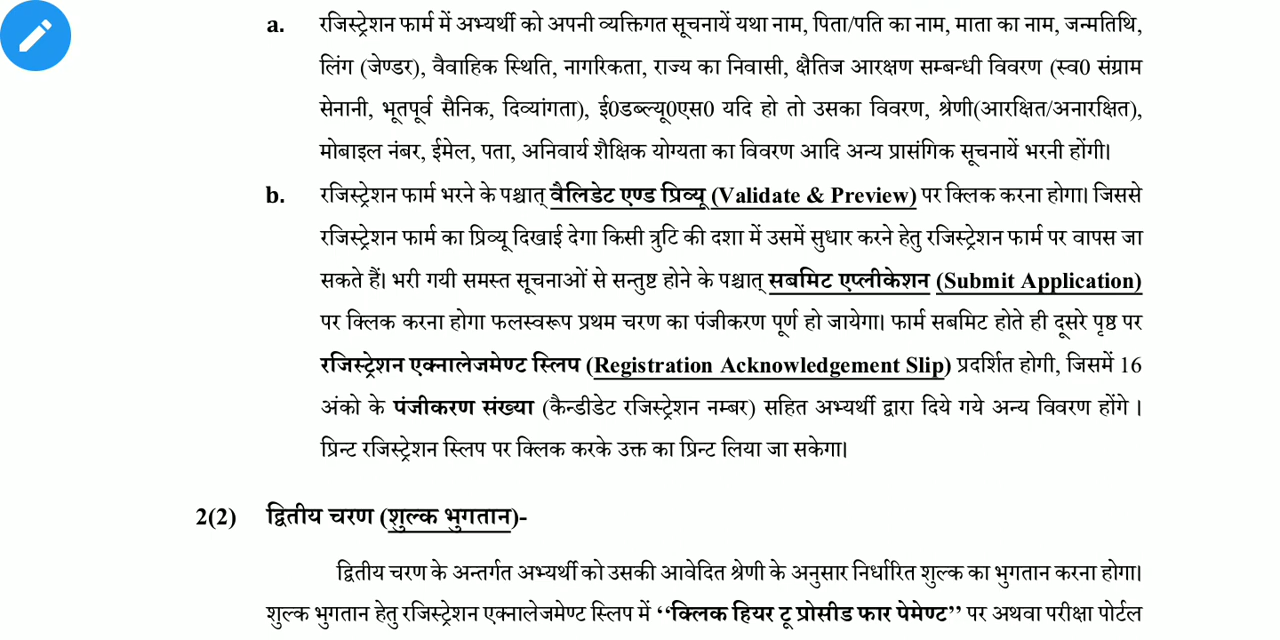 a. रजिस्ट्रेशन फार्म में अभ्यर्थी को अपनी व्यक्तिगत सूचनायें यथा नाम, पिता/पति का नाम, माता का नाम, जन्मतिथि,
लिंग (जेण्डर), वैवाहिक स्थिति, नागरिकता, राज्य का निवासी, क्षैतिज आरक्षण सम्बन्धी विवरण (स्व0 संग्राम
सेनानी, भूतपूर्व सैनिक, दिव्यांगता), ई0डब्ल्यू0एस0 यदि हो तो उसका विवरण, श्रेणी(आरक्षित/अनारक्षित),
मोबाइल नंबर, ईमेल, पता, अनिवार्य शैक्षिक योग्यता का विवरण आदि अन्य प्रासंगिक सूचनायें भरनी होंगी।
b. रजिस्ट्रेशन फार्म भरने के पश्चात् वैलिडेट एण्ड प्रिव्यू (Validate & Preview) पर क्लिक करना होगा। जिससे
रजिस्ट्रेशन फार्म का प्रिव्यू दिखाई देगा किसी त्रुटि की दशा में उसमें सुधार करने हेतु रजिस्ट्रेशन फार्म पर वापस जा
सकते हैं। भरी गयी समस्त सूचनाओं से सन्तुष्ट होने के पश्चात् सबमिट एप्लीकेशन (Submit Application)
पर क्लिक करना होगा फलस्वरूप प्रथम चरण का पंजीकरण पूर्ण हो जायेगा। फार्म सबमिट होते ही दूसरे पृष्ठ पर
रजिस्ट्रेशन एक्नालेजमेण्ट स्लिप (Registration Acknowledgement Slip) प्रदर्शित होगी, जिसमें 16
अंको के पंजीकरण संख्या (कैन्डीडेट रजिस्ट्रेशन नम्बर) सहित अभ्यर्थी द्वारा दिये गये अन्य विवरण होंगे ।
प्रिन्ट रजिस्ट्रेशन स्लिप पर क्लिक करके उक्त का प्रिन्ट लिया जा सकेगा।
2(2) द्वितीय चरण (शुल्क भुगतान)-
द्वितीय चरण के अन्तर्गत अभ्यर्थी को उसकी आवेदित श्रेणी के अनुसार निर्धारित शुल्क का भुगतान करना होगा।
शुल्क भुगतान हेतु रजिस्ट्रेशन एक्नालेजमेण्ट स्लिप में ‘‘क्लिक हियर टू प्रोसीड फार पेमेण्ट’’ पर अथवा परीक्षा पोर्टल